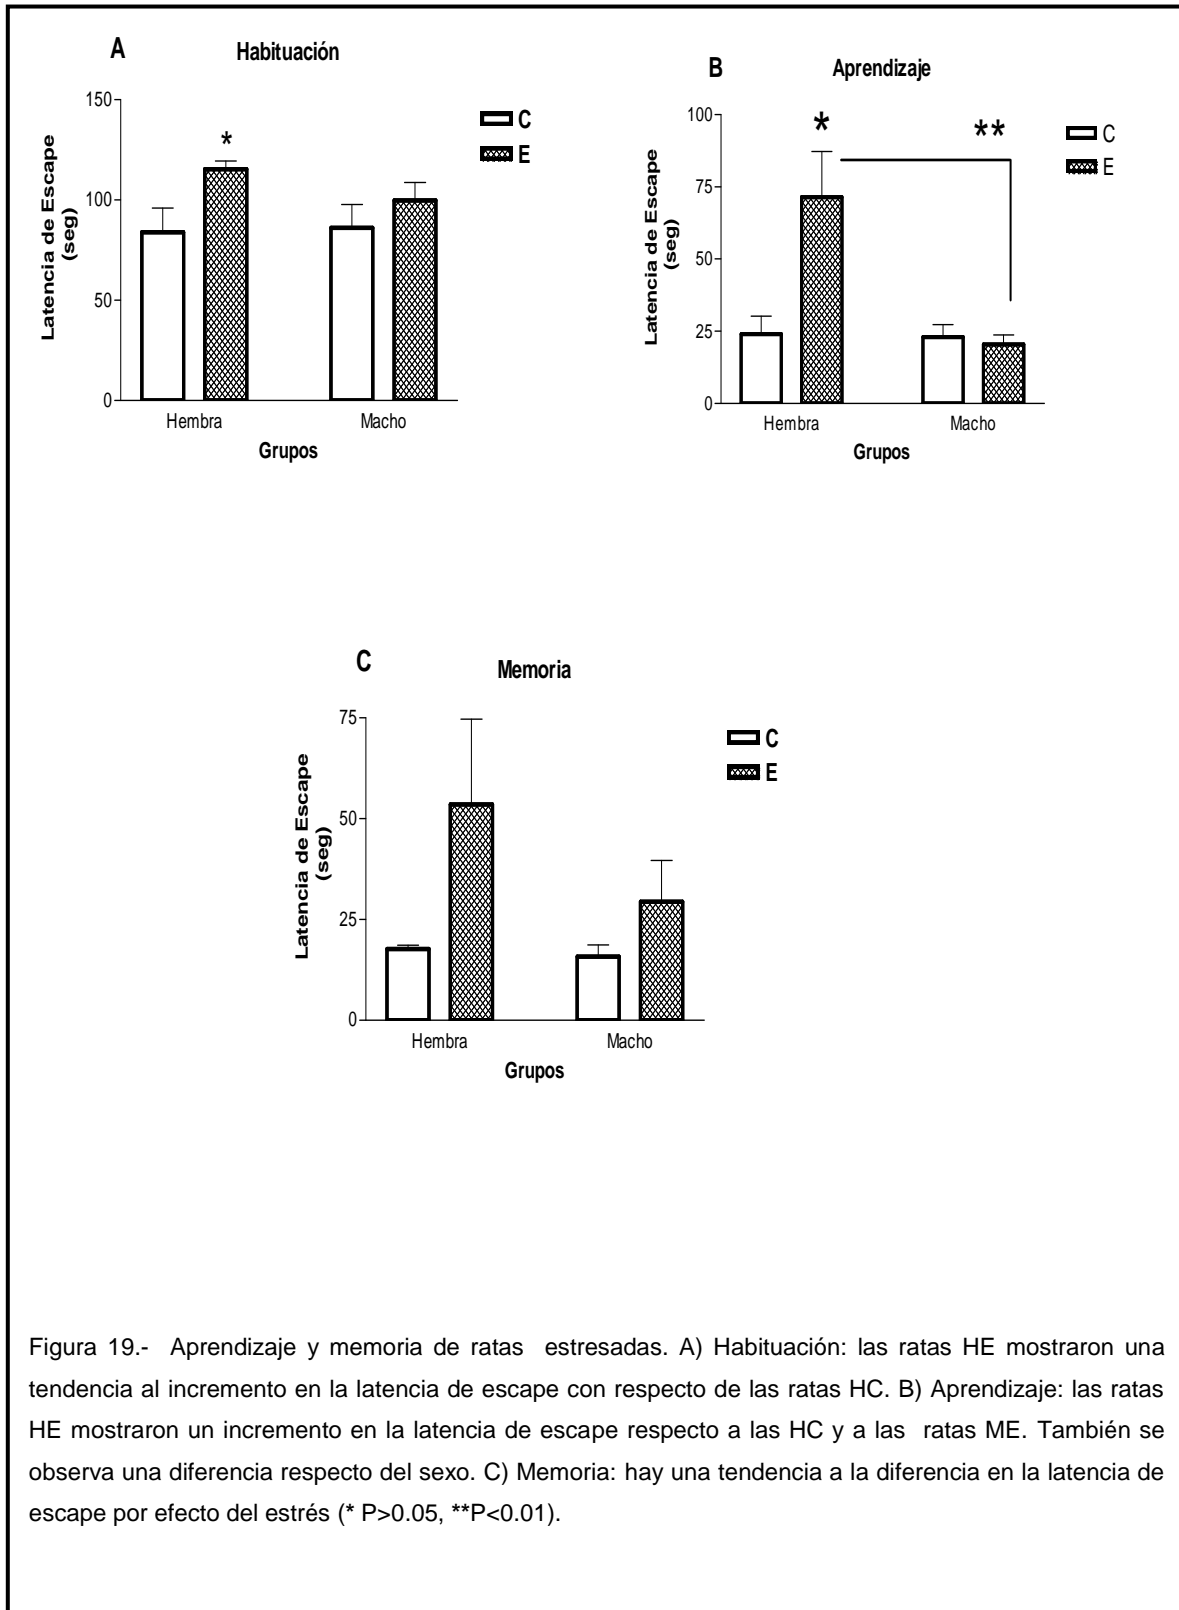 A
Habituación
Latencia de Escape
(seg)
150
100
50
0
*
C
E
Hembra
Macho
Grupos
B
Aprendizaje
Latencia de Escape
(seg)
100
75
50
25
0
*
**
C
E
Hembra
Macho
Grupos
C
Memoria
Latencia de Escape
(seg)
75
50
25
0
C
E
Hembra
Macho
Grupos
Figura 19.- Aprendizaje y memoria de ratas estresadas. A) Habituación: las ratas HE mostraron una
tendencia al incremento en la latencia de escape con respecto de las ratas HC. B) Aprendizaje: las ratas
HE mostraron un incremento en la latencia de escape respecto a las HC y a las ratas ME. También se
observa una diferencia respecto del sexo. C) Memoria: hay una tendencia a la diferencia en la latencia de
escape por efecto del estrés (* P>0.05, **P<0.01).